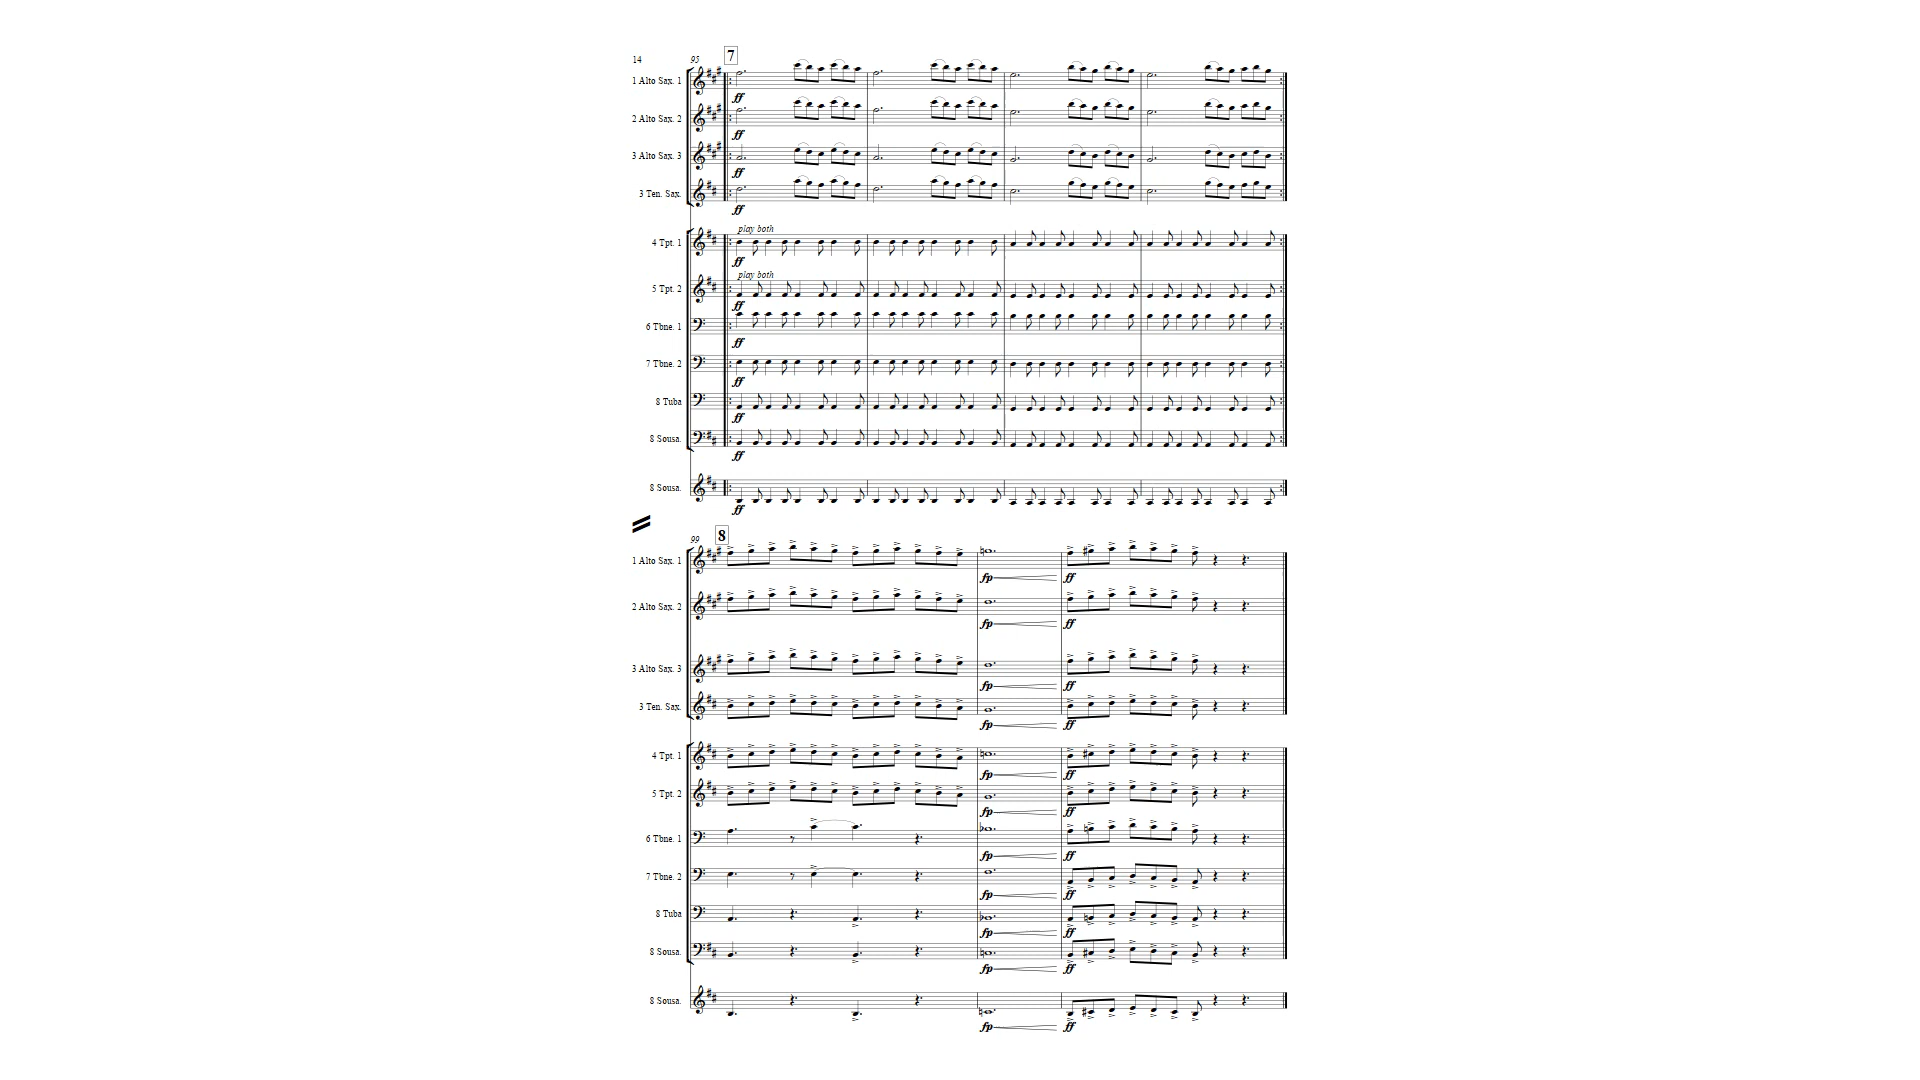 14
95 7
1 Alto Sax. 1
ff
2 Alto Sax. 2
ff
3 Alto Sax. 3
ff
3 Ten. Sax.
ff
play both
4 Tpt. 1
ff
play both
5 Tpt. 2
ff
6 Tbne. 1
ff
7 Tbne. 2
ff
8 Tuba
ff
8 Sousa.
ff
8 Sousa.
ff
99 8
1 Alto Sax. 1
fp ff
2 Alto Sax. 2
fp ff
3 Alto Sax. 3
fp ff
3 Ten. Sax.
fp ff
4 Tpt. 1
fp ff
5 Tpt. 2
fp ff
6 Tbne. 1
fp ff
7 Tbne. 2
fp ff
8 Tuba
fp ff
8 Sousa.
fp ff
8 Sousa.
fp ff